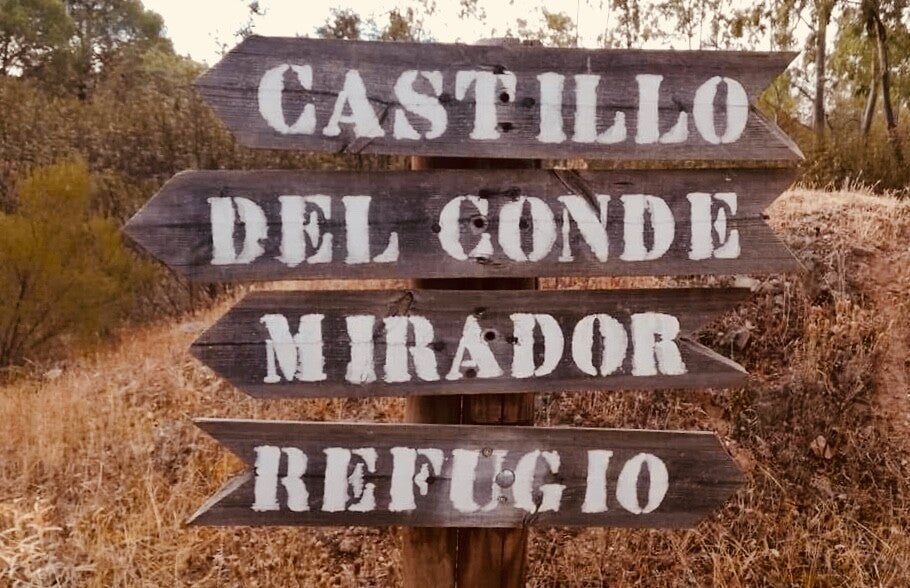 CASTILLO
DEL CONDE
MIRADOR
REFUGIO